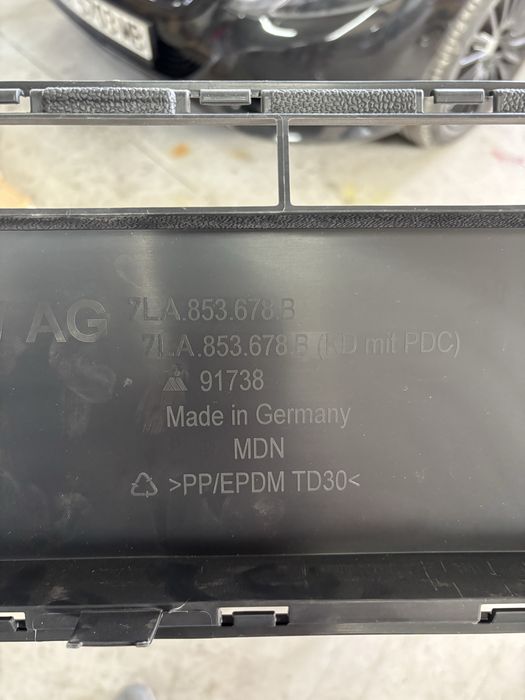 AG
7LA.853.678.B
7LA.853.678.B (KD mit PDC)
91738
Made in Germany
MDN
>PP/EPDM TD30<